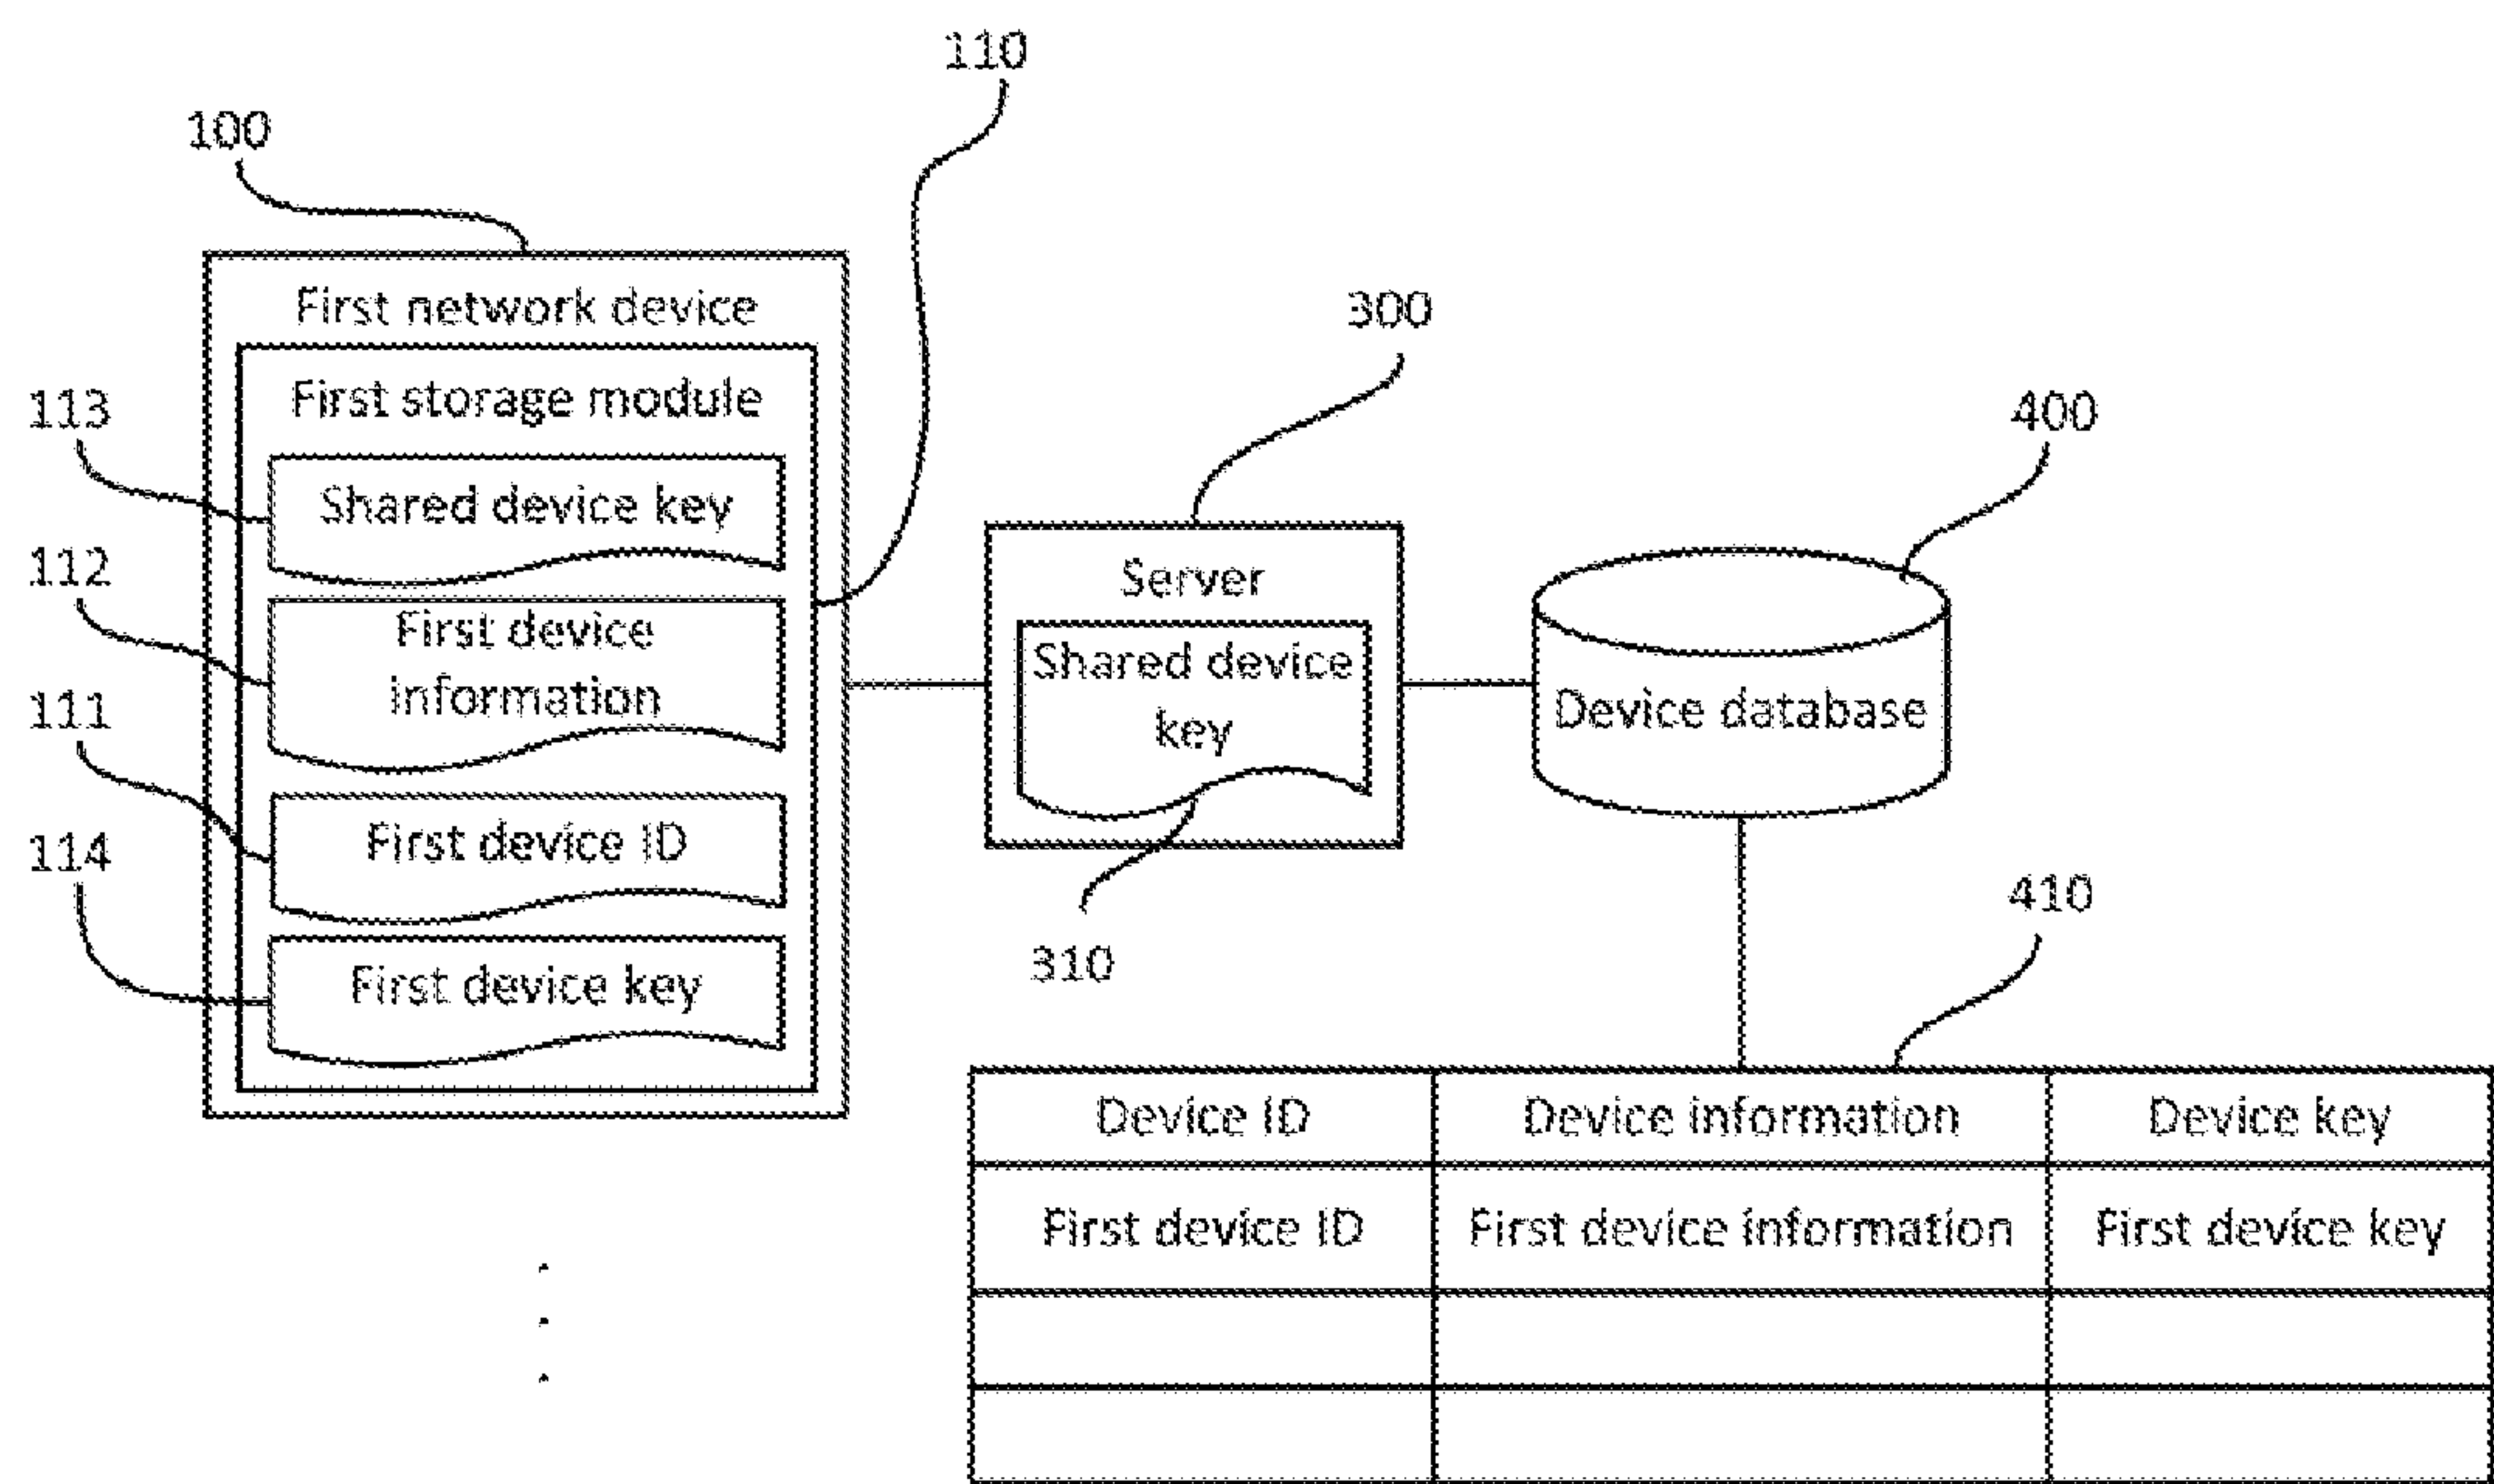 110
100
First network device
300
First storage module
113
400
Shared device key
112
Server
First device
information
Shared device
key
111
Device database
First device ID
114
410
310
First device key
Device ID Device information Device key
First device ID First device information First device key